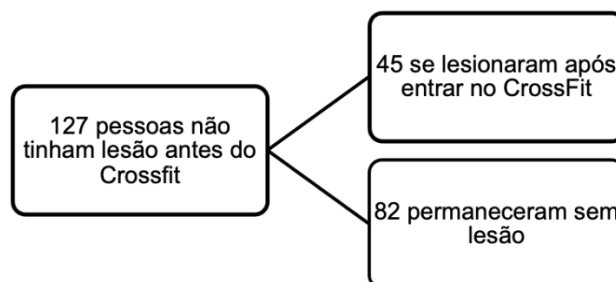 127 pessoas não
tinham lesão antes do
Crossfit
45 se lesionaram após
entrar no CrossFit
82 permaneceram sem
lesão